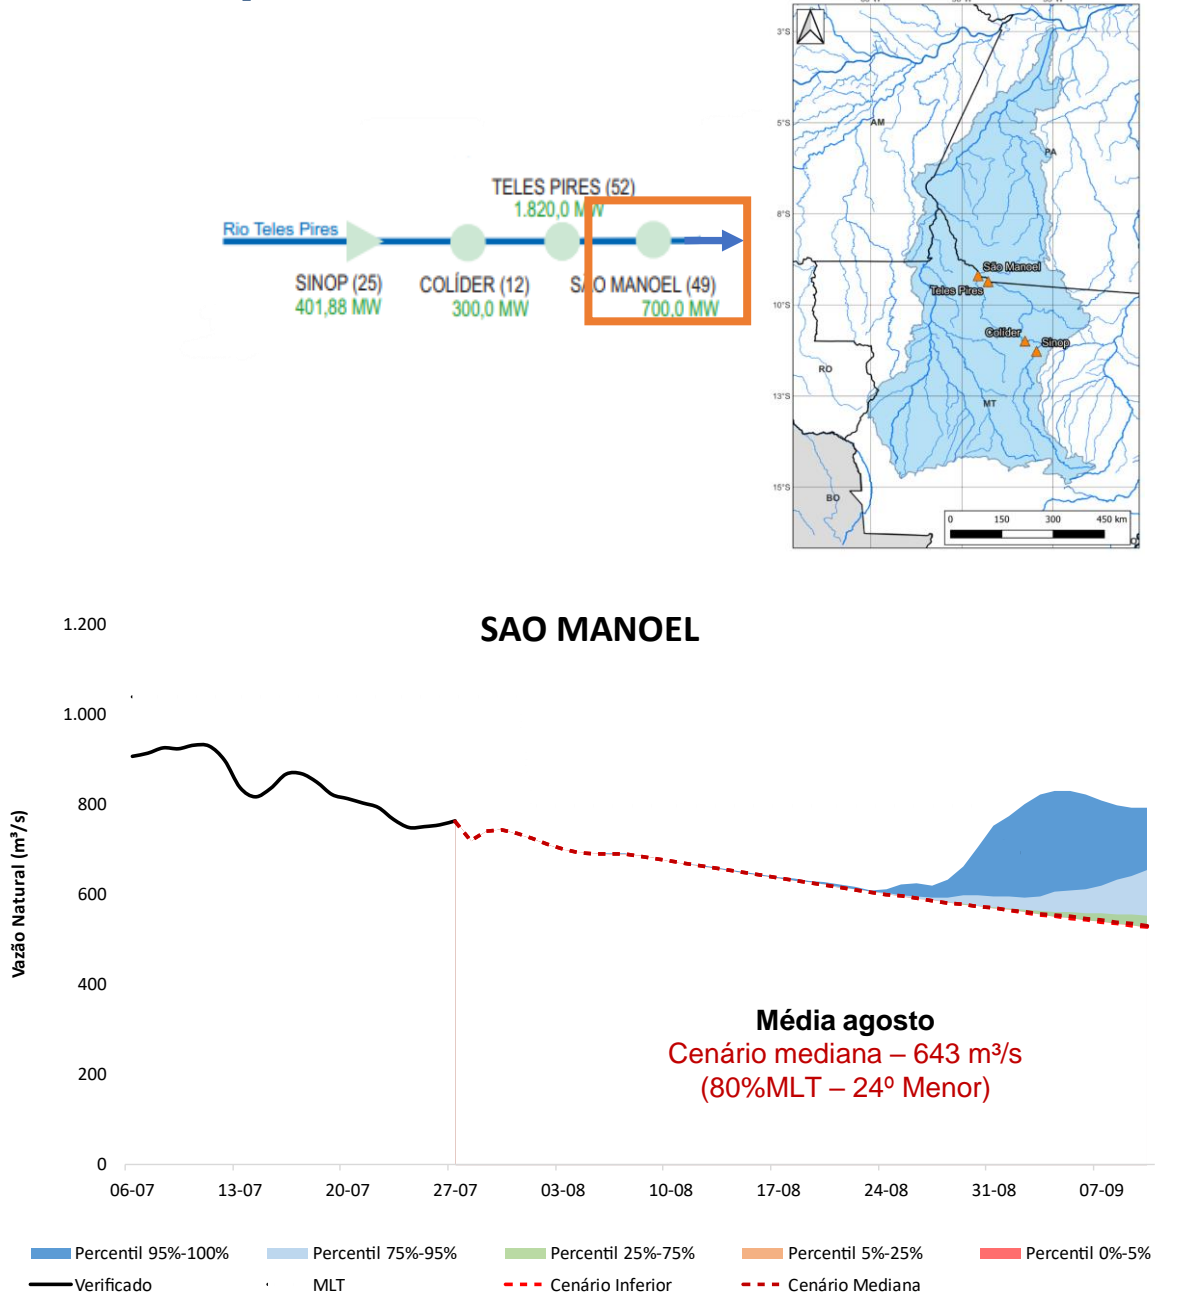 TELES PIRES (52)
1.820,0 MW
Rio Teles Pires
SINOP (25)
401,88 MW
COLÍDER (12)
300,0 MW
SÃO MANOEL (49)
700,0 MW
3°S
5°S
8°S
10°S
13°S
15°S
AM
PA
São Manoel
Teles Pires
Colíder
Sinop
RO
MT
BO
0 150 300 450 km
SAO MANOEL
Vazão Natural (m³/s)
1.200
1.000
800
600
400
200
0
Média agosto
Cenário mediana – 643 m³/s
(80%MLT – 24º Menor)
06-07 13-07 20-07 27-07 03-08 10-08 17-08 24-08 31-08 07-09
Percentil 95%-100% Percentil 75%-95% Percentil 25%-75% Percentil 5%-25% Percentil 0%-5%
Verificado MLT Cenário Inferior Cenário Mediana